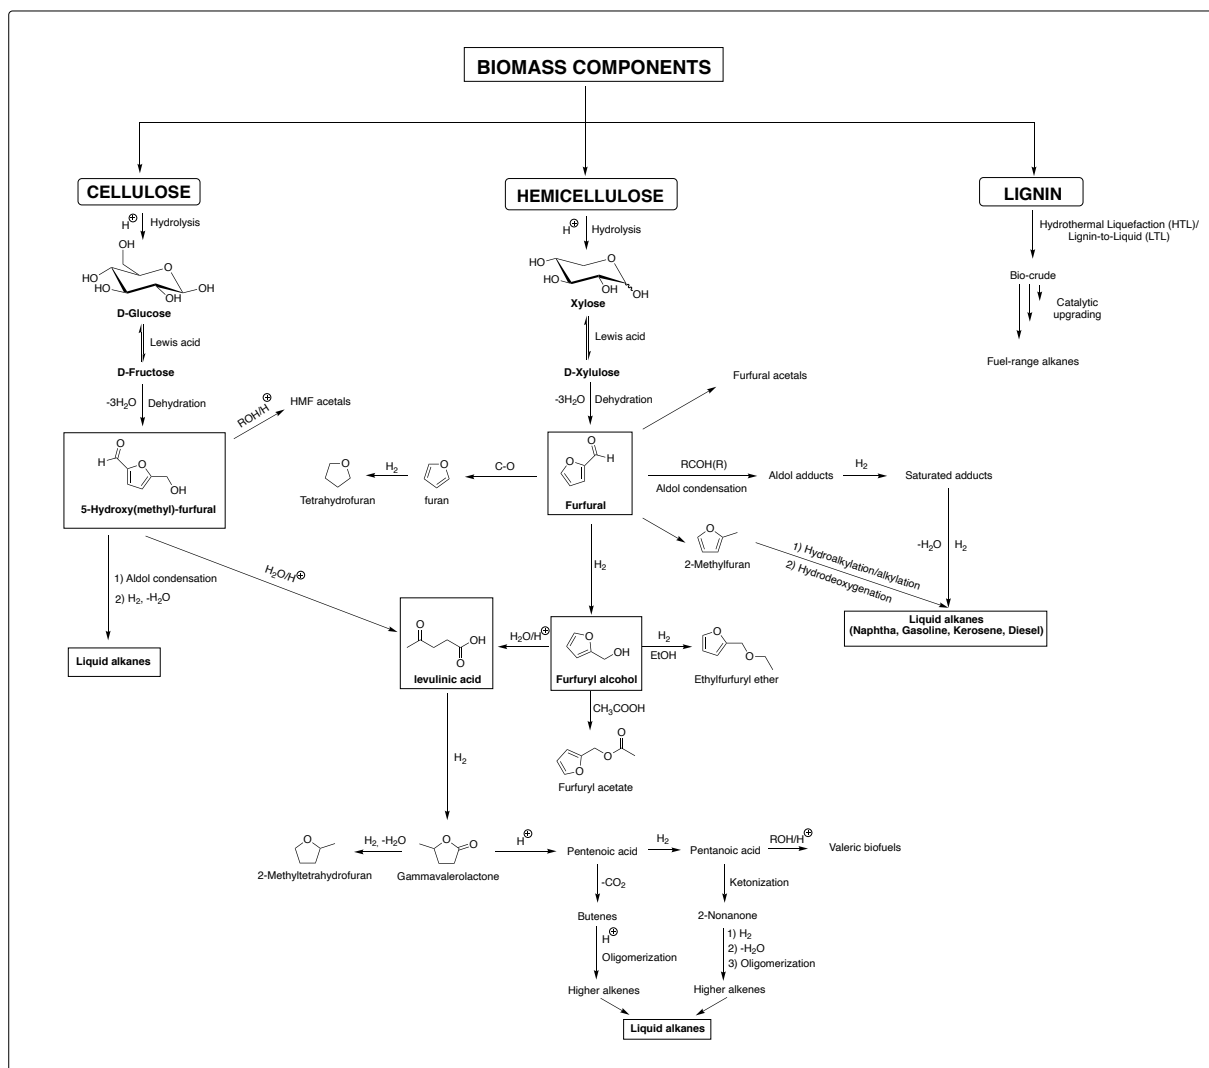 BIOMASS COMPONENTS
CELLULOSE
HEMICELLULOSE
LIGNIN
H⊕
Hydrolysis
OH
HO
HO
O
OH
OH
D-Glucose
Lewis acid
D-Fructose
-3H2O
Dehydration
ROH/H⊕
HMF acetals
O
H
O
OH
5-Hydroxy(methyl)-furfural
1) Aldol condensation
2) H2, -H2O
Liquid alkanes
H2O/H⊕
H⊕
Hydrolysis
HO
HO
O
OH
OH
Xylose
Lewis acid
D-Xylulose
-3H2O
Dehydration
Furfural acetals
O
O
H
Furfural
C-O
O
furan
H2
O
Tetrahydrofuran
RCOH(R)
Aldol condensation
Aldol adducts
H2
Saturated adducts
-H2O
H2
O
2-Methylfuran
1) Hydroalkylation/alkylation
2) Hydrodeoxygenation
Liquid alkanes
(Naphtha, Gasoline, Kerosene, Diesel)
Hydrothermal Liquefaction (HTL)/
Lignin-to-Liquid (LTL)
Bio-crude
Catalytic
upgrading
Fuel-range alkanes
H2
O
OH
Furfuryl alcohol
H2O/H⊕
O
OH
O
levulinic acid
H2
EtOH
O
O
Ethylfurfuryl ether
CH3COOH
O
O
O
Furfuryl acetate
H2
O
O
Gammavalerolactone
H2, -H2O
O
2-Methyltetrahydrofuran
H⊕
Pentenoic acid
H2
Pentanoic acid
ROH/H⊕
Valeric biofuels
-CO2
Butenes
H⊕
Oligomerization
Higher alkenes
Ketonization
2-Nonanone
1) H2
2) -H2O
3) Oligomerization
Higher alkenes
Liquid alkanes